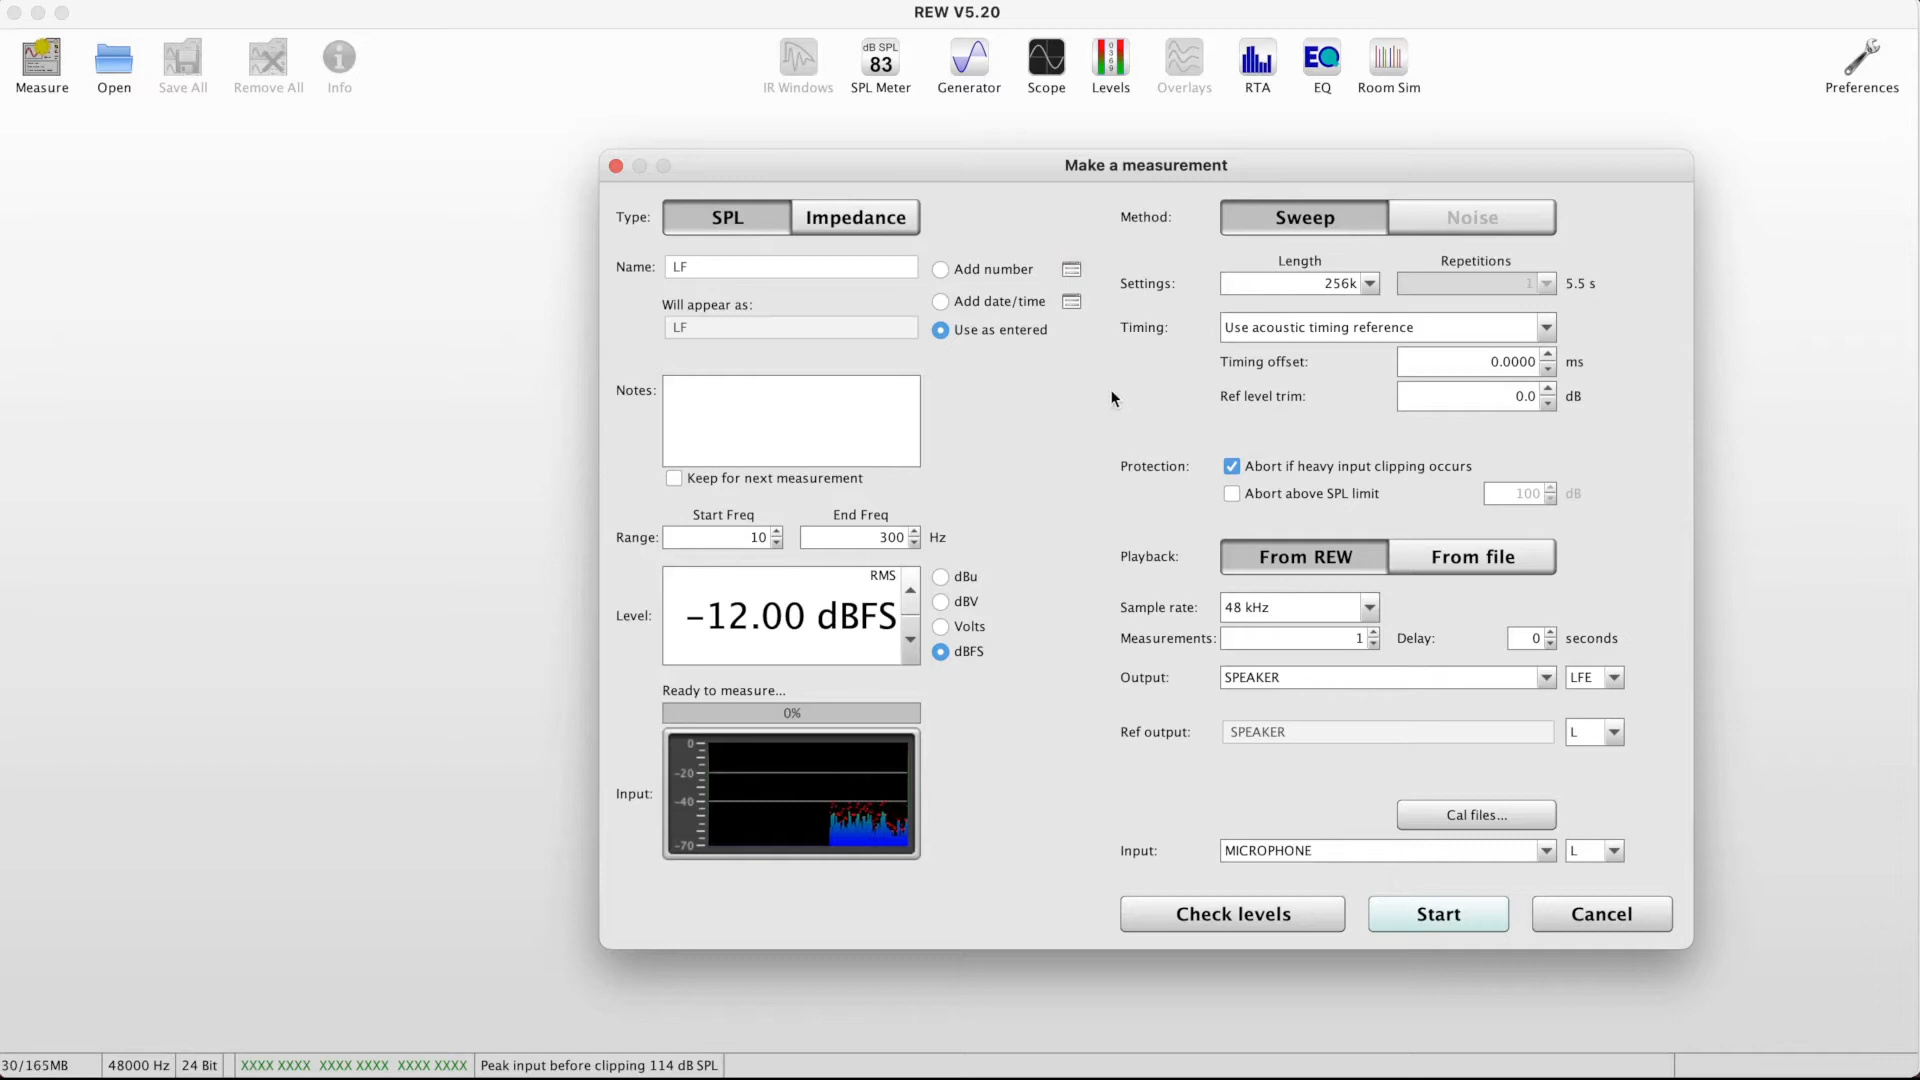 REW V5.20
Measure
Open
Save All
Remove All
Info
IR Windows
dB SPL
83
SPL Meter
Generator
Scope
0 3 6 9
Levels
Overlays
RTA
EQ
EQ
Room Sim
Preferences
Make a measurement
Type: SPL Impedance
Name: LF
Add number
Will appear as:
LF
Add date/time
Use as entered
Notes:
Keep for next measurement
Start Freq End Freq
Range: 10 300 Hz
RMS
Level: -12.00 dBFS
dBu
dBV
Volts
dBFS
Ready to measure...
0%
Input:
0
-20
-40
-70
Method: Sweep Noise
Length Repetitions
Settings: 256k 1 5.5 s
Timing: Use acoustic timing reference
Timing offset: 0.0000 ms
Ref level trim: 0.0 dB
Protection: Abort if heavy input clipping occurs
Abort above SPL limit 100 dB
Playback: From REW From file
Sample rate: 48 kHz
Measurements: 1 Delay: 0 seconds
Output: SPEAKER LFE
Ref output: SPEAKER L
Cal files...
Input: MICROPHONE L
Check levels Start Cancel
30/165MB 48000 Hz 24 Bit XXXX XXXX XXXX XXXX XXXX XXXX Peak input before clipping 114 dB SPL